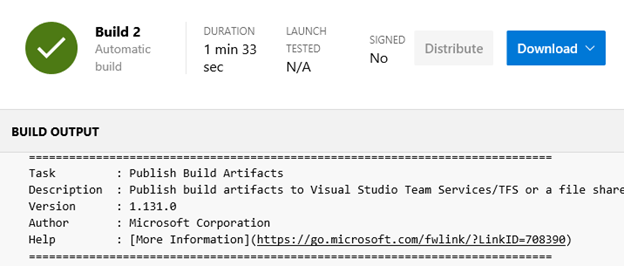 Build 2
Automatic
build
DURATION
1 min 33
sec
LAUNCH
TESTED
N/A
SIGNED
No
Distribute
Download
BUILD OUTPUT
==============================================================================
Task         : Publish Build Artifacts
Description  : Publish build artifacts to Visual Studio Team Services/TFS or a file share
Version      : 1.131.0
Author       : Microsoft Corporation
Help         : [More Information](https://go.microsoft.com/fwlink/?LinkID=708390)
==============================================================================